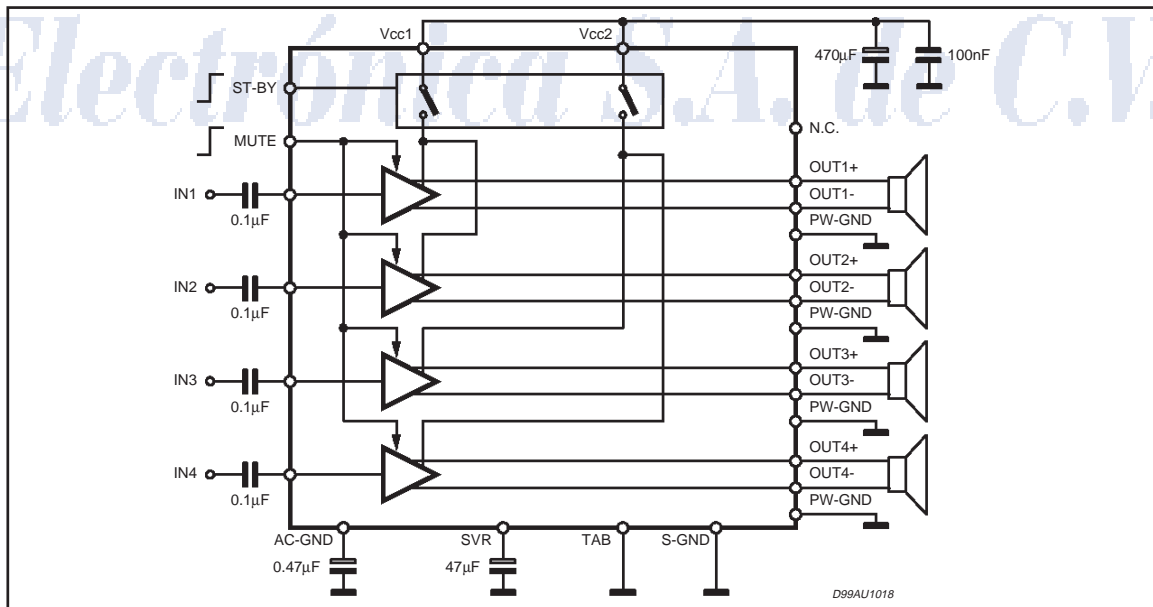 Electrónica S.A. de C.V.
Vcc1
Vcc2
470µF
100nF
ST-BY
N.C.
MUTE
OUT1+
IN1
OUT1-
0.1µF
PW-GND
OUT2+
IN2
OUT2-
0.1µF
PW-GND
OUT3+
IN3
OUT3-
0.1µF
PW-GND
OUT4+
IN4
OUT4-
0.1µF
PW-GND
AC-GND
SVR
TAB
S-GND
0.47µF
47µF
D99AU1018